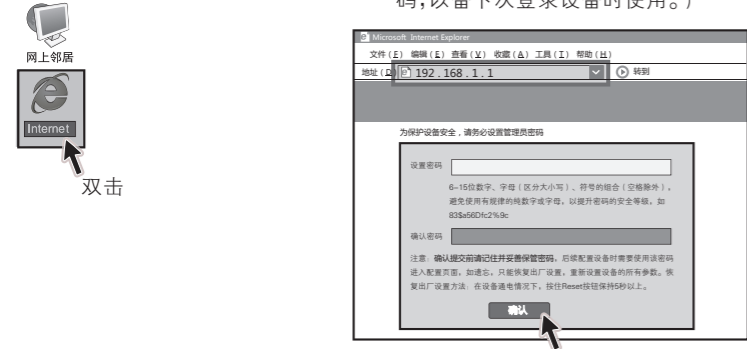 码,以备下次登录设备时使用。)
网上邻居
Internet
双击
Microsoft Internet Explorer
文件(F) 编辑(E) 查看(V) 收藏(A) 工具(I) 帮助(H)
地址(D) 192.168.1.1 转到
为保护设备安全，请务必设置管理员密码
设置密码
6-15位数字、字母（区分大小写）、符号的组合（空格除外），
避免使用有规律的纯数字或字母，以提升密码的安全等级，如
83$a56Dfc2%9c
确认密码
注意：确认提交前请记住并妥善保管密码，后续配置设备时需要使用该密码
进入配置页面，如遗忘，只能恢复出厂设置，重新设置设备的所有参数。恢
复出厂设置方法：在设备通电情况下，按住Reset按钮保持5秒以上。
确认